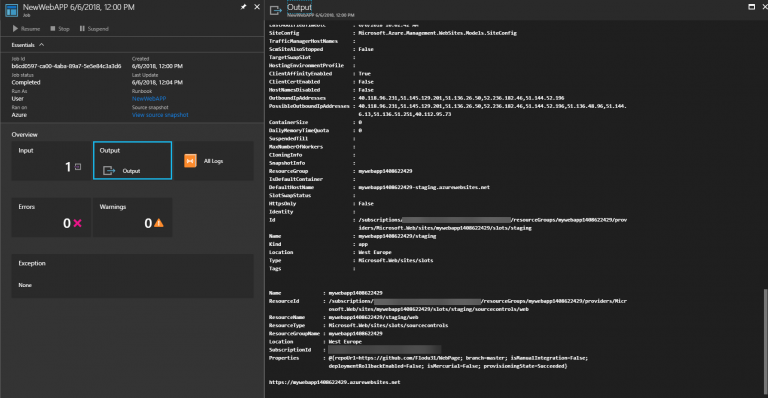 NewWebAPP 6/6/2018, 12:00 PM
Job
Resume Stop Suspend
Essentials
Job id
b6cd0597-ca00-4aba-89a7-5e5e84c3a3d6
Created
6/6/2018, 12:00 PM
Job status
Completed
Last Update
6/6/2018, 12:04 PM
Run As
User
Runbook
NewWebAPP
Ran on
Azure
Source snapshot
View source snapshot
Overview
Input
1
Output
Output
All Logs
Errors
0
Warnings
0
Exception
None
Output
NewWebAPP 6/6/2018, 12:00 PM
SiteConfig : Microsoft.Azure.Management.WebSites.Models.SiteConfig
TrafficManagerHostNames :
ScmSiteAlsoStopped : False
TargetSwapSlot :
HostingEnvironmentProfile :
ClientAffinityEnabled : True
ClientCertEnabled : False
HostNamesDisabled : False
OutboundIpAddresses : 40.118.96.231,51.145.129.201,51.136.26.50,52.236.182.46,51.144.52.196
PossibleOutboundIpAddresses : 40.118.96.231,51.145.129.201,51.136.26.50,52.236.182.46,51.144.52.196,51.136.48.96,51.144.
6.13,51.136.51.251,40.112.95.73
ContainerSize : 0
DailyMemoryTimeQuota : 0
SuspendedTill :
MaxNumberOfWorkers :
CloningInfo :
SnapshotInfo :
ResourceGroup : mywebapp1408622429
IsDefaultContainer :
DefaultHostName : mywebapp1408622429-staging.azurewebsites.net
SlotSwapStatus :
HttpsOnly : False
Identity :
Id : /subscriptions/ /resourceGroups/mywebapp1408622429/prov
iders/Microsoft.Web/sites/mywebapp1408622429/slots/staging
Name : mywebapp1408622429/staging
Kind : app
Location : West Europe
Type : Microsoft.Web/sites/slots
Tags :
Name : mywebapp1408622429
ResourceId : /subscriptions/ /resourceGroups/mywebapp1408622429/providers/Micr
osoft.Web/sites/mywebapp1408622429/slots/staging/sourcecontrols/web
ResourceName : mywebapp1408622429/staging/web
ResourceType : Microsoft.Web/sites/slots/sourcecontrols
ResourceGroupName : mywebapp1408622429
Location : West Europe
SubscriptionId :
Properties : @{repoUrl=https://github.com/Flodu31/WebPage; branch=master; isManualIntegration=False;
deploymentRollbackEnabled=False; isMercurial=False; provisioningState=Succeeded}
https://mywebapp1408622429.azurewebsites.net